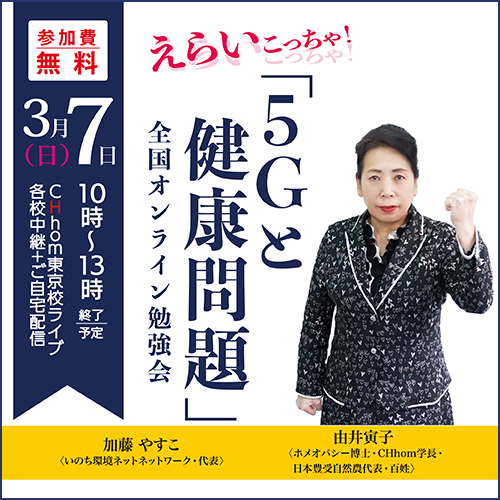 参加費
無料
3月7日
(日)
10時〜13時 終了予定
CHhom東京校ライブ
各校中継+ご自宅配信
えらいこっちゃ!
こっちゃ!
「5Gと
健康問題」
全国オンライン勉強会
加藤 やすこ
〈いのち環境ネットネットワーク・代表〉
由井寅子
〈ホメオパシー博士・CHhom学長・
日本豊受自然農代表・百姓〉